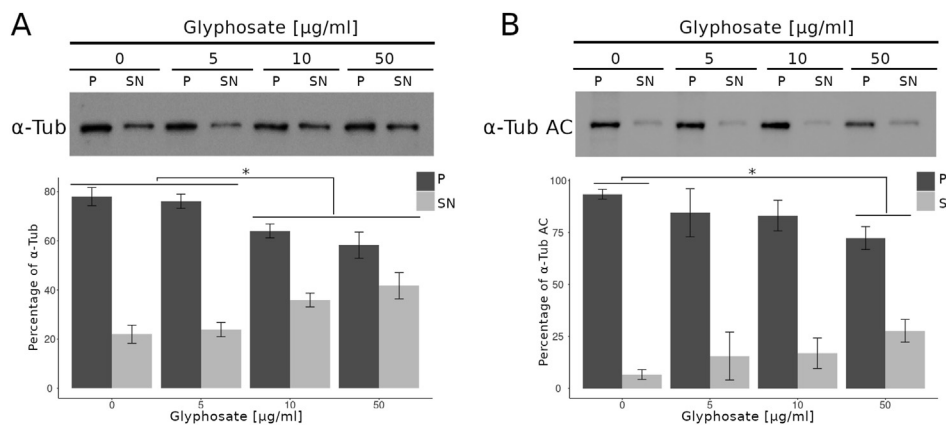 A
Glyphosate [µg/ml]
0 5 10 50
P SN P SN P SN P SN
α-Tub
*
P
SN
Percentage of α-Tub
80
60
40
20
0
0 5 10 50
Glyphosate [µg/ml]
B
Glyphosate [µg/ml]
0 5 10 50
P SN P SN P SN P SN
α-Tub AC
*
P
S
Percentage of α-Tub AC
100
75
50
25
0
0 5 10 50
Glyphosate [µg/ml]